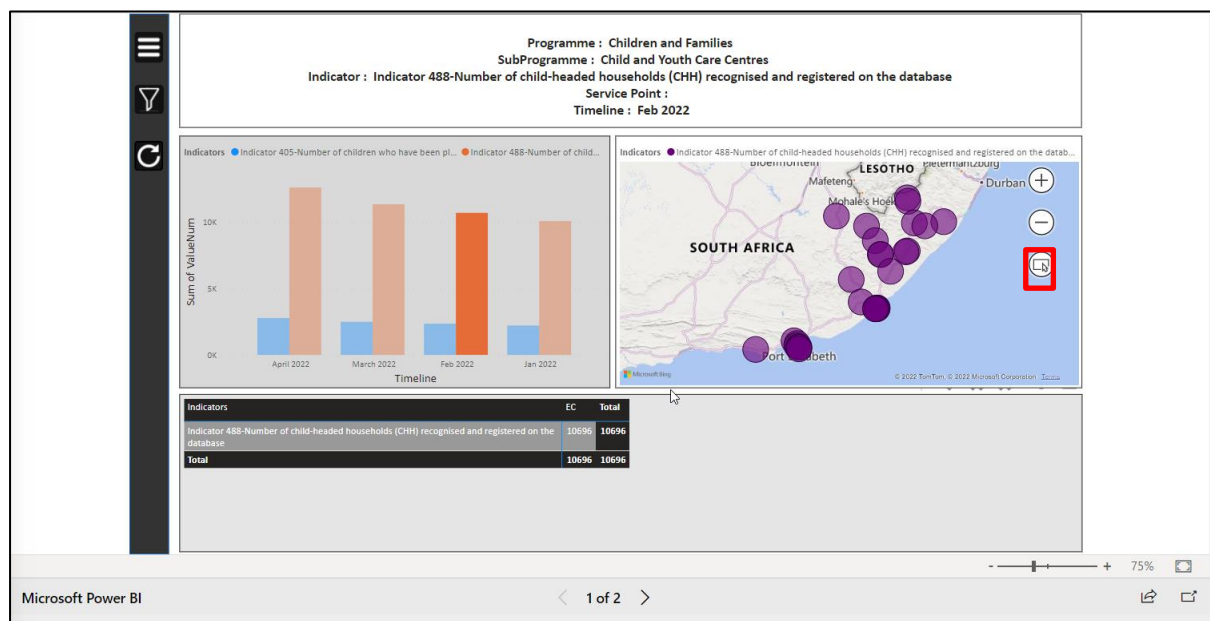 Programme : Children and Families
SubProgramme : Child and Youth Care Centres
Indicator : Indicator 488-Number of child-headed households (CHH) recognised and registered on the database
Service Point :
Timeline : Feb 2022
Indicators Indicator 405-Number of children who have been pl... Indicator 488-Number of child...
Sum of ValueNum
10K
5K
0K
April 2022 March 2022 Feb 2022 Jan 2022
Timeline
Indicators Indicator 488-Number of child-headed households (CHH) recognised and registered on the datab...
Bloemfontein
LESOTHO
Pietermaritzburg
Mafeteng
Durban
Mohale's Hoek
SOUTH AFRICA
Port Elizabeth
Microsoft Bing
© 2022 TomTom, © 2022 Microsoft Corporation Terms
Indicators EC Total
Indicator 488-Number of child-headed households (CHH) recognised and registered on the 10696 10696
database
Total 10696 10696
- + 75%
Microsoft Power BI
< 1 of 2 >